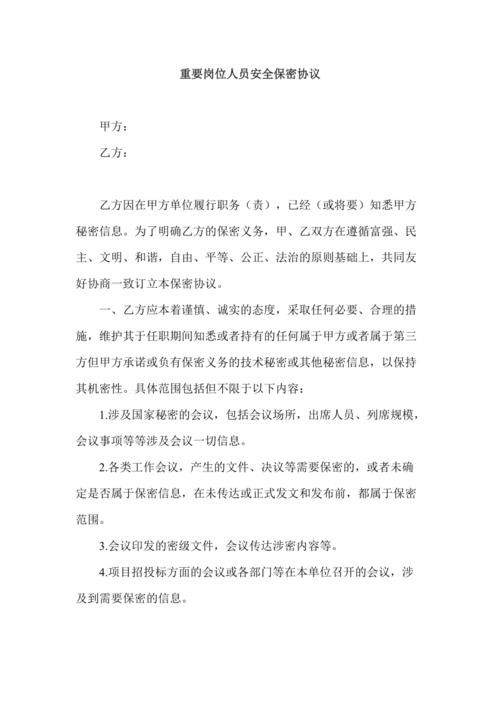 重要岗位人员安全保密协议
甲方：
乙方：
乙方因在甲方单位履行职务（责），已经（或将要）知悉甲方
秘密信息。为了明确乙方的保密义务，甲、乙双方在遵循富强、民
主、文明、和谐，自由、平等、公正、法治的原则基础上，共同友
好协商一致订立本保密协议。
一、乙方应本着谨慎、诚实的态度，采取任何必要、合理的措
施，维护其于任职期间知悉或者持有的任何属于甲方或者属于第三
方但甲方承诺或负有保密义务的技术秘密或其他秘密信息，以保持
其机密性。具体范围包括但不限于以下内容：
1.涉及国家秘密的会议，包括会议场所，出席人员、列席规模，
会议事项等等涉及会议一切信息。
2.各类工作会议，产生的文件、决议等需要保密的，或者未确
定是否属于保密信息，在未传达或正式发文和发布前，都属于保密
范围。
3.会议印发的密级文件，会议传达涉密内容等。
4.项目招投标方面的会议或各部门等在本单位召开的会议，涉
及到需要保密的信息。